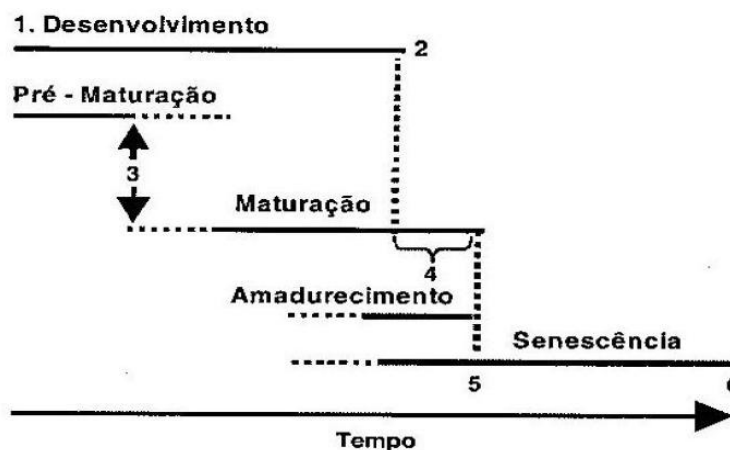 1. Desenvolvimento
2
Pré - Maturação
3
Maturação
4
Amadurecimento
Senescência
5
Tempo